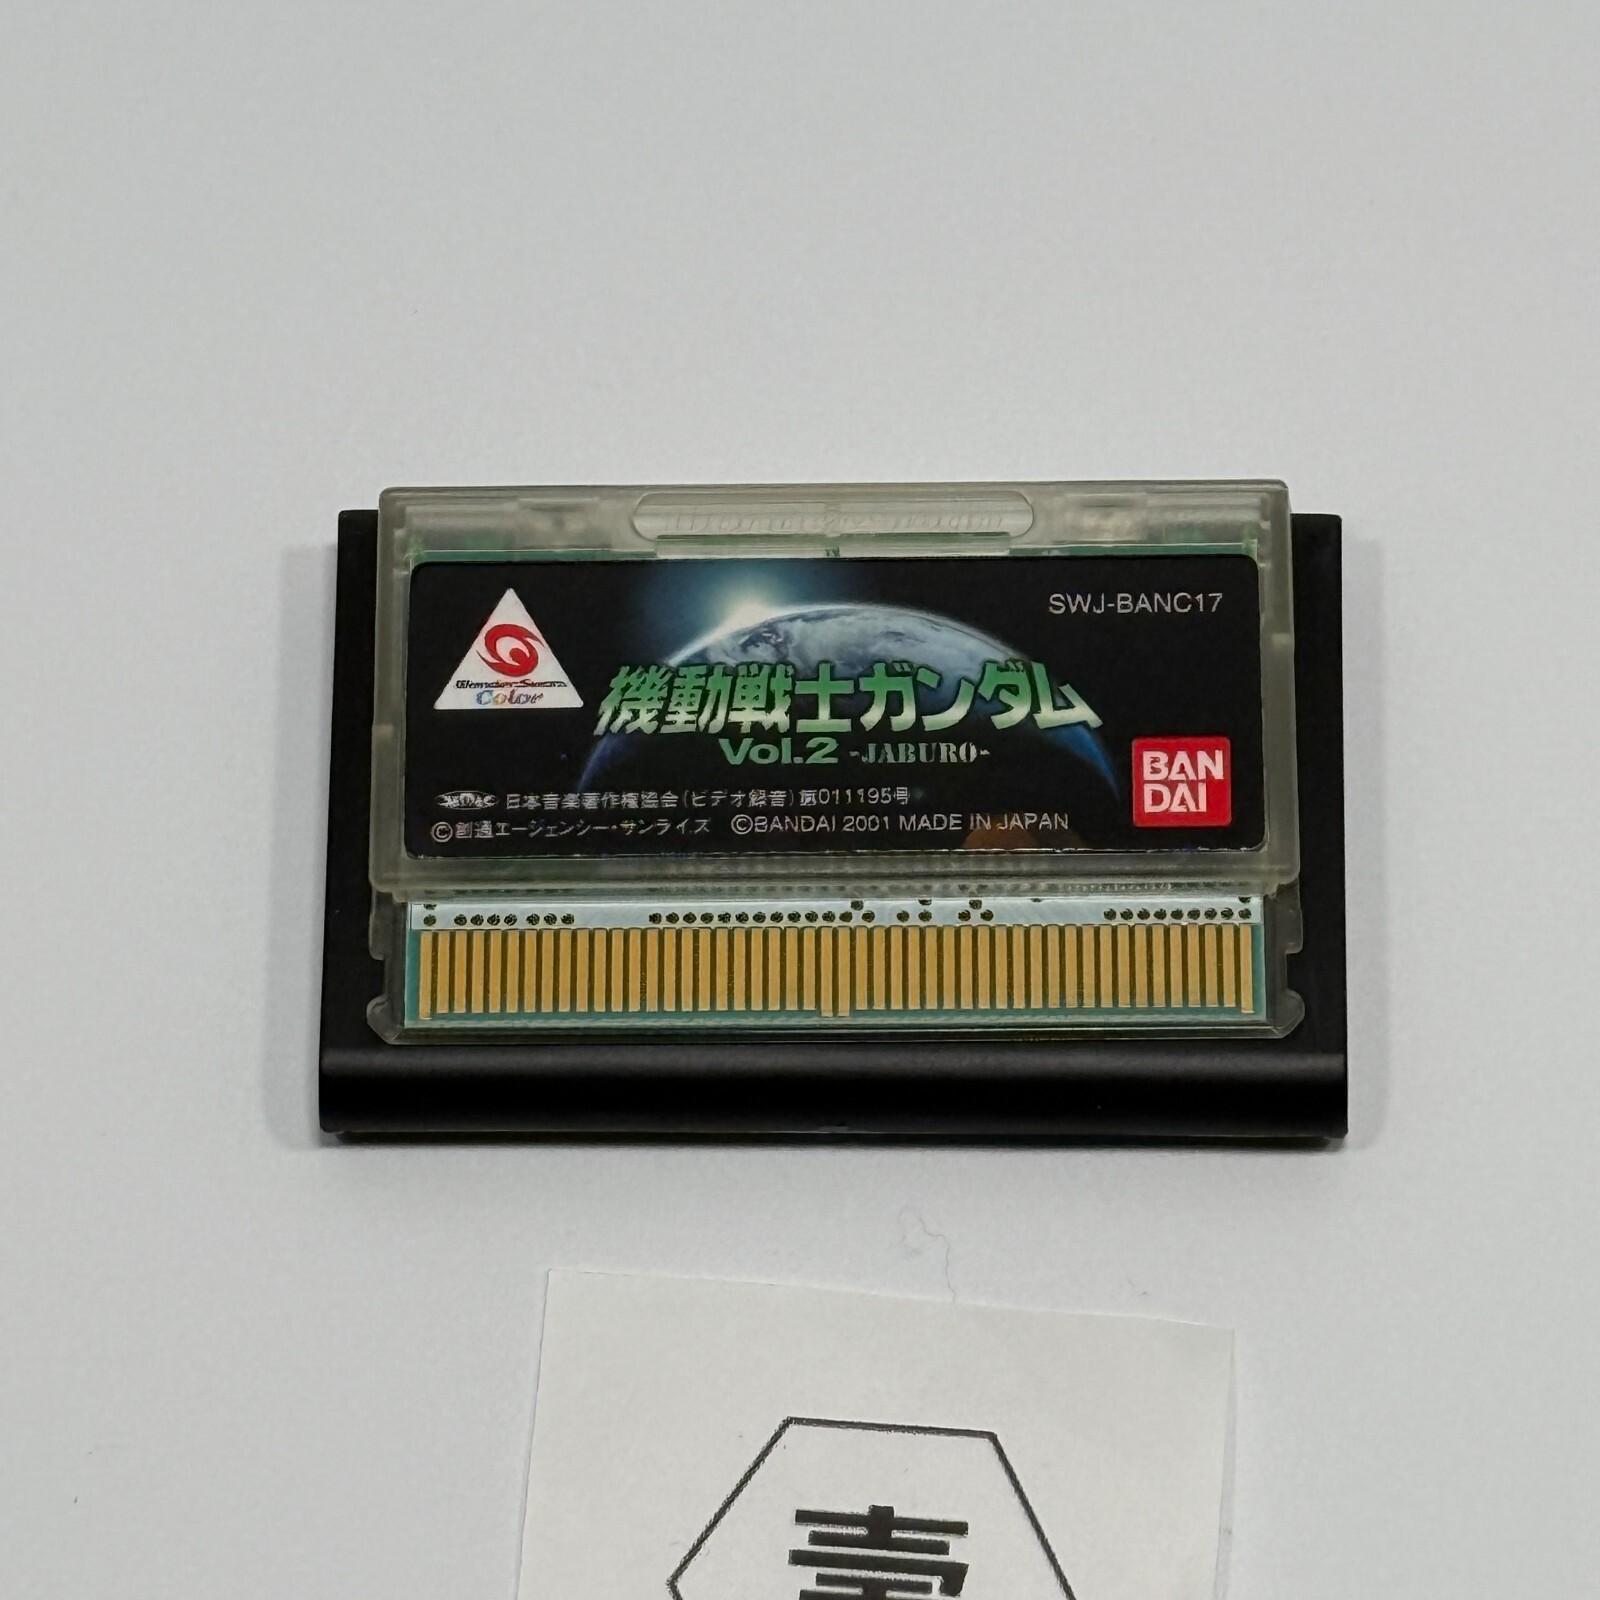 SWJ-BANC17
WonderSwan
Color
機動戦士ガンダム
Vol.2 -JABURO-
BAN
DAI
日本音楽著作権協会(ビデオ録音)第011195号
©創通エージェンシー・サンライズ ©BANDAI 2001 MADE IN JAPAN